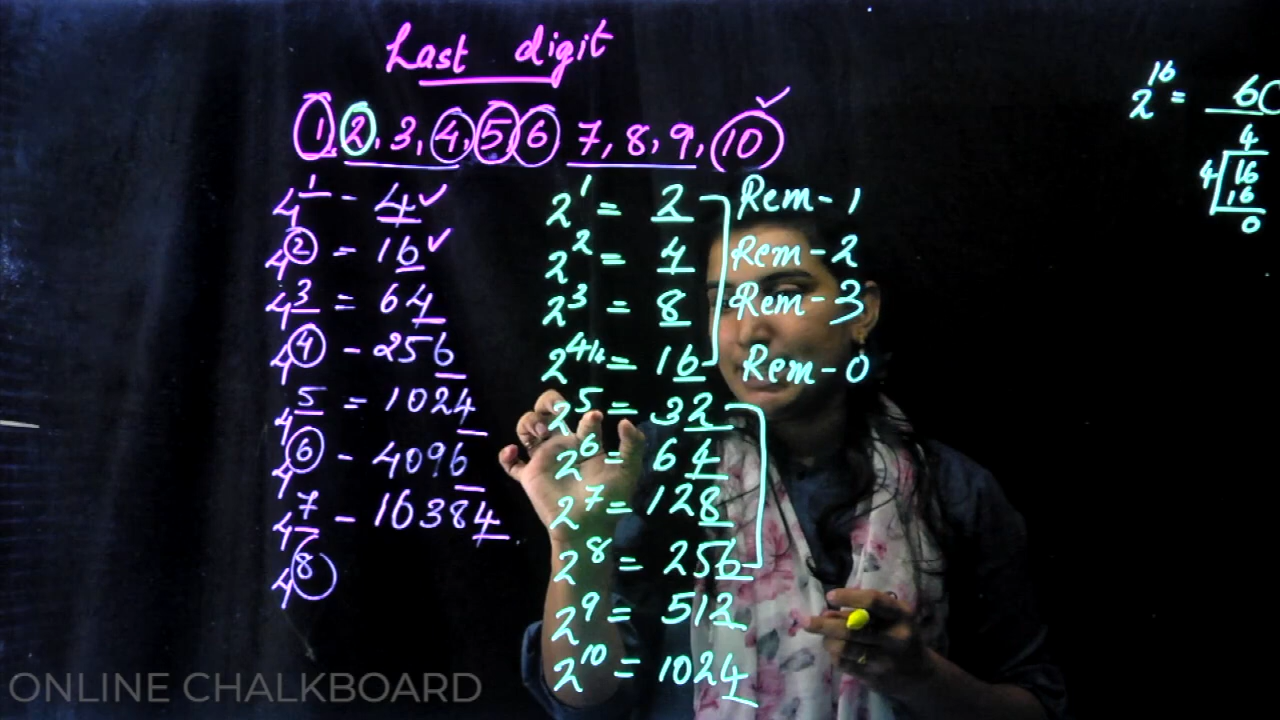 Last digit
1, 2, 3, 4, 5, 6 7, 8, 9, 10 ✓
4^1 - 4 ✓
4^2 = 16 ✓
4^3 = 64
4^4 - 256
4^5 = 1024
4^6 - 4096
4^7 - 16384
4^8
2^1 = 2 Rem - 1
2^2 = 4 Rem - 2
2^3 = 8 Rem - 3
= 16 Rem - 0
2^5 = 32
2^6 = 64
2^7 = 128
2^8 = 256
2^9 = 512
2^10 = 1024
2^16 = 6
4
4 16
16
0
ONLINE CHALKBOARD